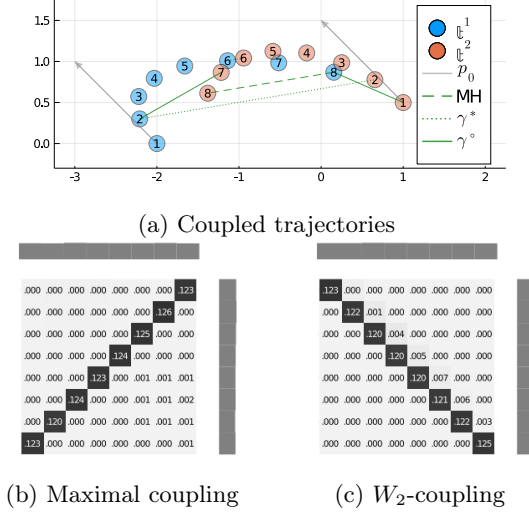 1.5
1.0
0.5
0.0
-3 -2 -1 0 1 2
1 2 3 4 5 6 7 8
1 2 3 4 5 6 7 8
𝕥¹
𝕥²
p₀
MH
γ*
γ°
(a) Coupled trajectories
.000 .000 .000 .000 .000 .000 .000 .123
.000 .000 .000 .000 .000 .000 .126 .000
.000 .000 .000 .000 .000 .125 .000 .000
.000 .000 .000 .000 .124 .000 .000 .000
.000 .000 .000 .123 .000 .001 .001 .001
.000 .000 .124 .000 .000 .001 .001 .002
.000 .120 .000 .000 .000 .000 .000 .001
.123 .000 .000 .000 .000 .000 .000 .001
(b) Maximal coupling
.123 .000 .000 .000 .000 .000 .000 .000
.000 .122 .001 .000 .000 .000 .000 .000
.000 .000 .120 .004 .000 .000 .000 .000
.000 .000 .000 .120 .005 .000 .000 .000
.000 .000 .000 .000 .120 .007 .000 .000
.000 .000 .000 .000 .000 .121 .006 .000
.000 .000 .000 .000 .000 .000 .122 .003
.000 .000 .000 .000 .000 .000 .000 .125
(c) W₂-coupling